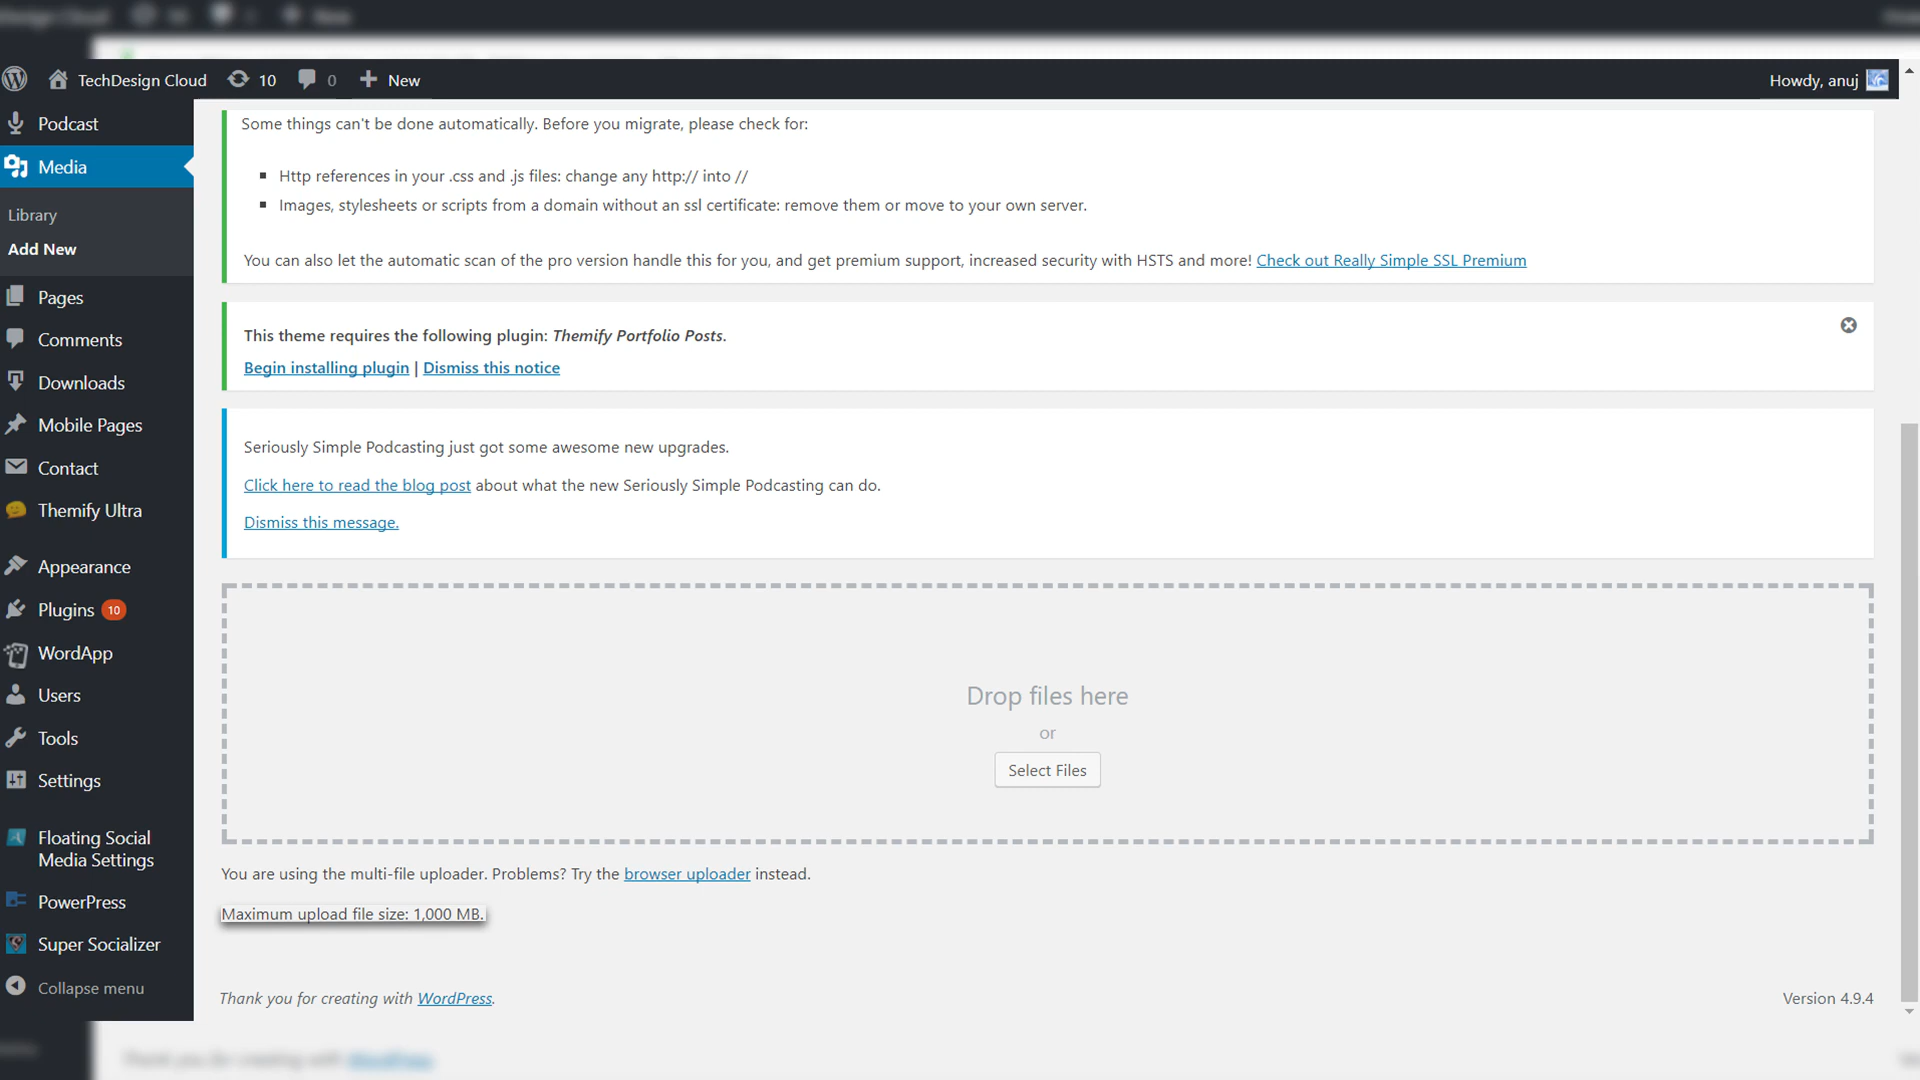 TechDesign Cloud 10 0 New Howdy, anuj
Podcast
Media
Library
Add New
Pages
Comments
Downloads
Mobile Pages
Contact
Themify Ultra
Appearance
Plugins 10
WordApp
Users
Tools
Settings
Floating Social
Media Settings
PowerPress
Super Socializer
Collapse menu
Some things can't be done automatically. Before you migrate, please check for:
Http references in your .css and .js files: change any http:// into //
Images, stylesheets or scripts from a domain without an ssl certificate: remove them or move to your own server.
You can also let the automatic scan of the pro version handle this for you, and get premium support, increased security with HSTS and more! Check out Really Simple SSL Premium
This theme requires the following plugin: Themify Portfolio Posts.
Begin installing plugin | Dismiss this notice
Seriously Simple Podcasting just got some awesome new upgrades.
Click here to read the blog post about what the new Seriously Simple Podcasting can do.
Dismiss this message.
Drop files here
or
Select Files
You are using the multi-file uploader. Problems? Try the browser uploader instead.
Maximum upload file size: 1,000 MB.
Thank you for creating with WordPress.
Version 4.9.4
Thank you for creating with WordPress.